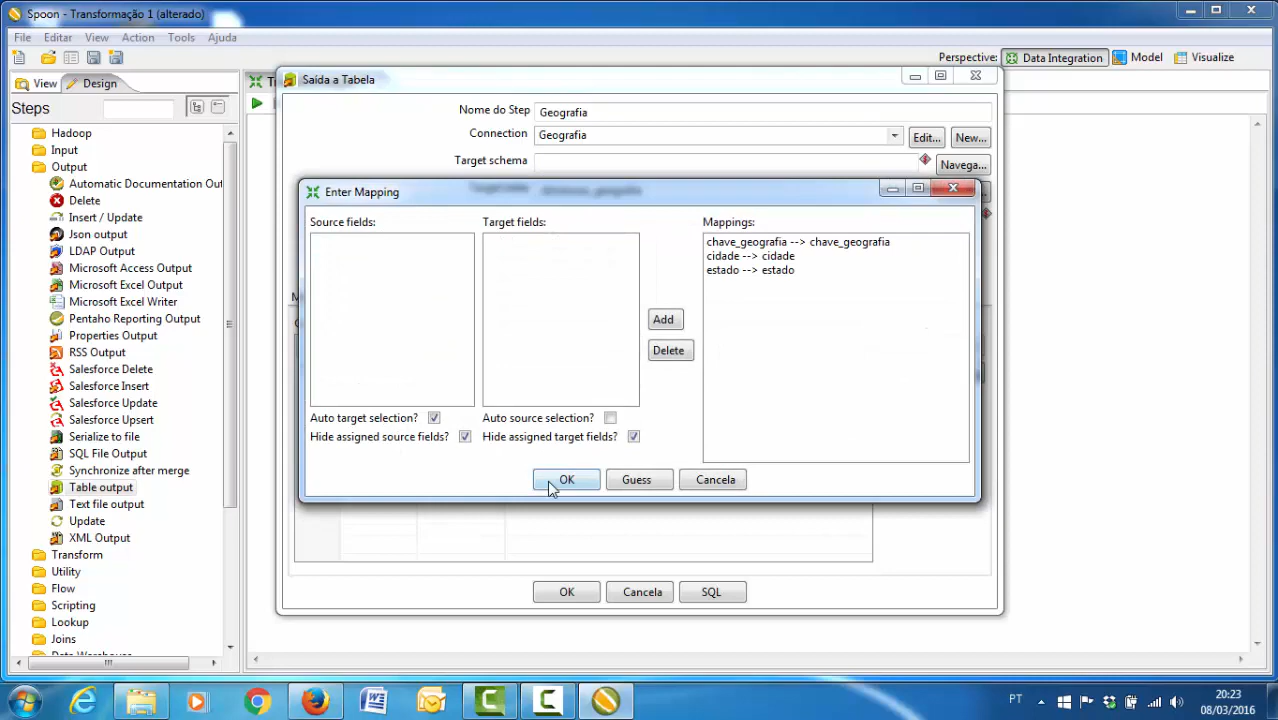 Spoon - Transformação 1 (alterado)
File Editar View Action Tools Ajuda
Perspective: Data Integration Model Visualize
View Design
Steps
Hadoop
Input
Output
Automatic Documentation Out
Delete
Insert / Update
Json output
LDAP Output
Microsoft Access Output
Microsoft Excel Output
Microsoft Excel Writer
Pentaho Reporting Output
Properties Output
RSS Output
Salesforce Delete
Salesforce Insert
Salesforce Update
Salesforce Upsert
Serialize to file
SQL File Output
Synchronize after merge
Table output
Text file output
Update
XML Output
Transform
Utility
Flow
Scripting
Lookup
Joins
Data Warehouse
Saída a Tabela
Nome do Step Geografia
Connection Geografia Edit... New...
Target schema Navega...
Enter Mapping
Source fields: Target fields: Mappings:
chave_geografia --> chave_geografia
cidade --> cidade
estado --> estado
Add
Delete
Auto target selection? Auto source selection?
Hide assigned source fields? Hide assigned target fields?
OK Guess Cancela
OK Cancela SQL
PT
20:23
08/03/2016